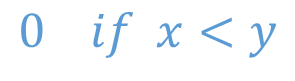 0 if x < y